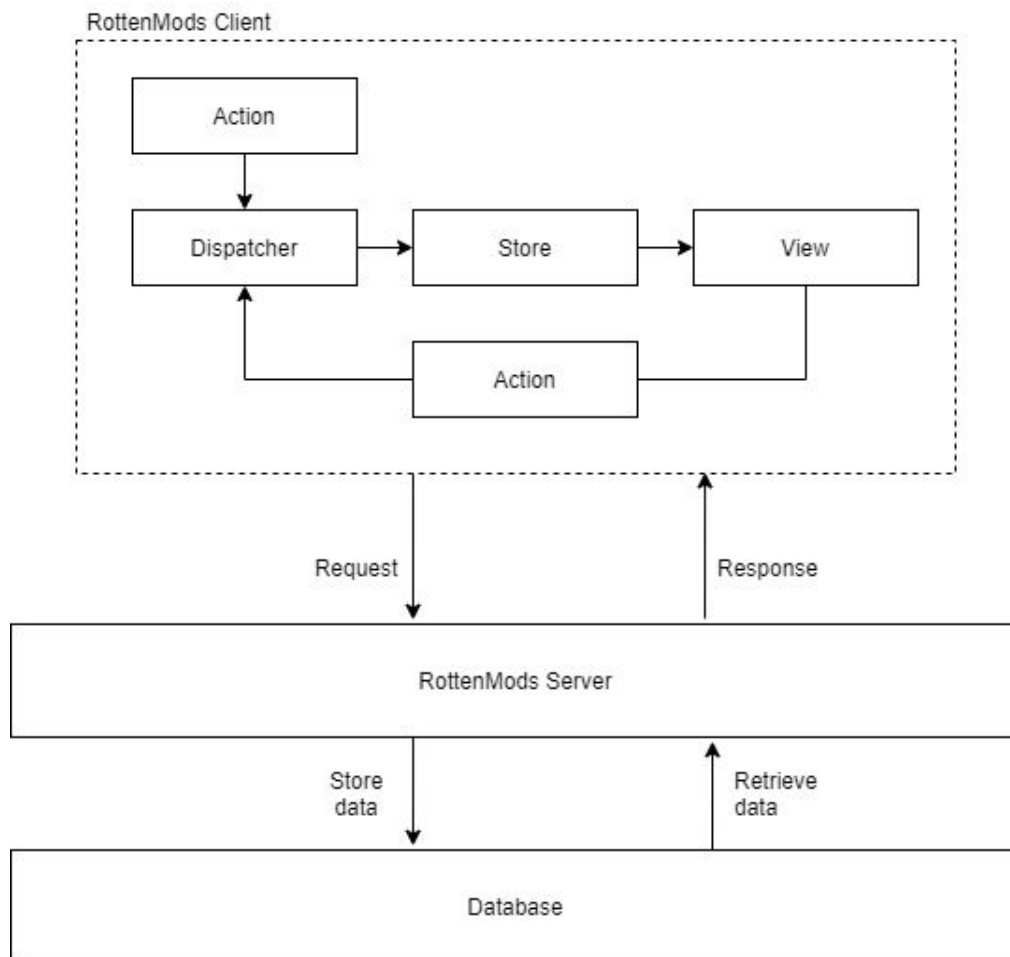 RottenMods Client
Action
Dispatcher
Store
View
Action
Request
Response
RottenMods Server
Store
data
Retrieve
data
Database